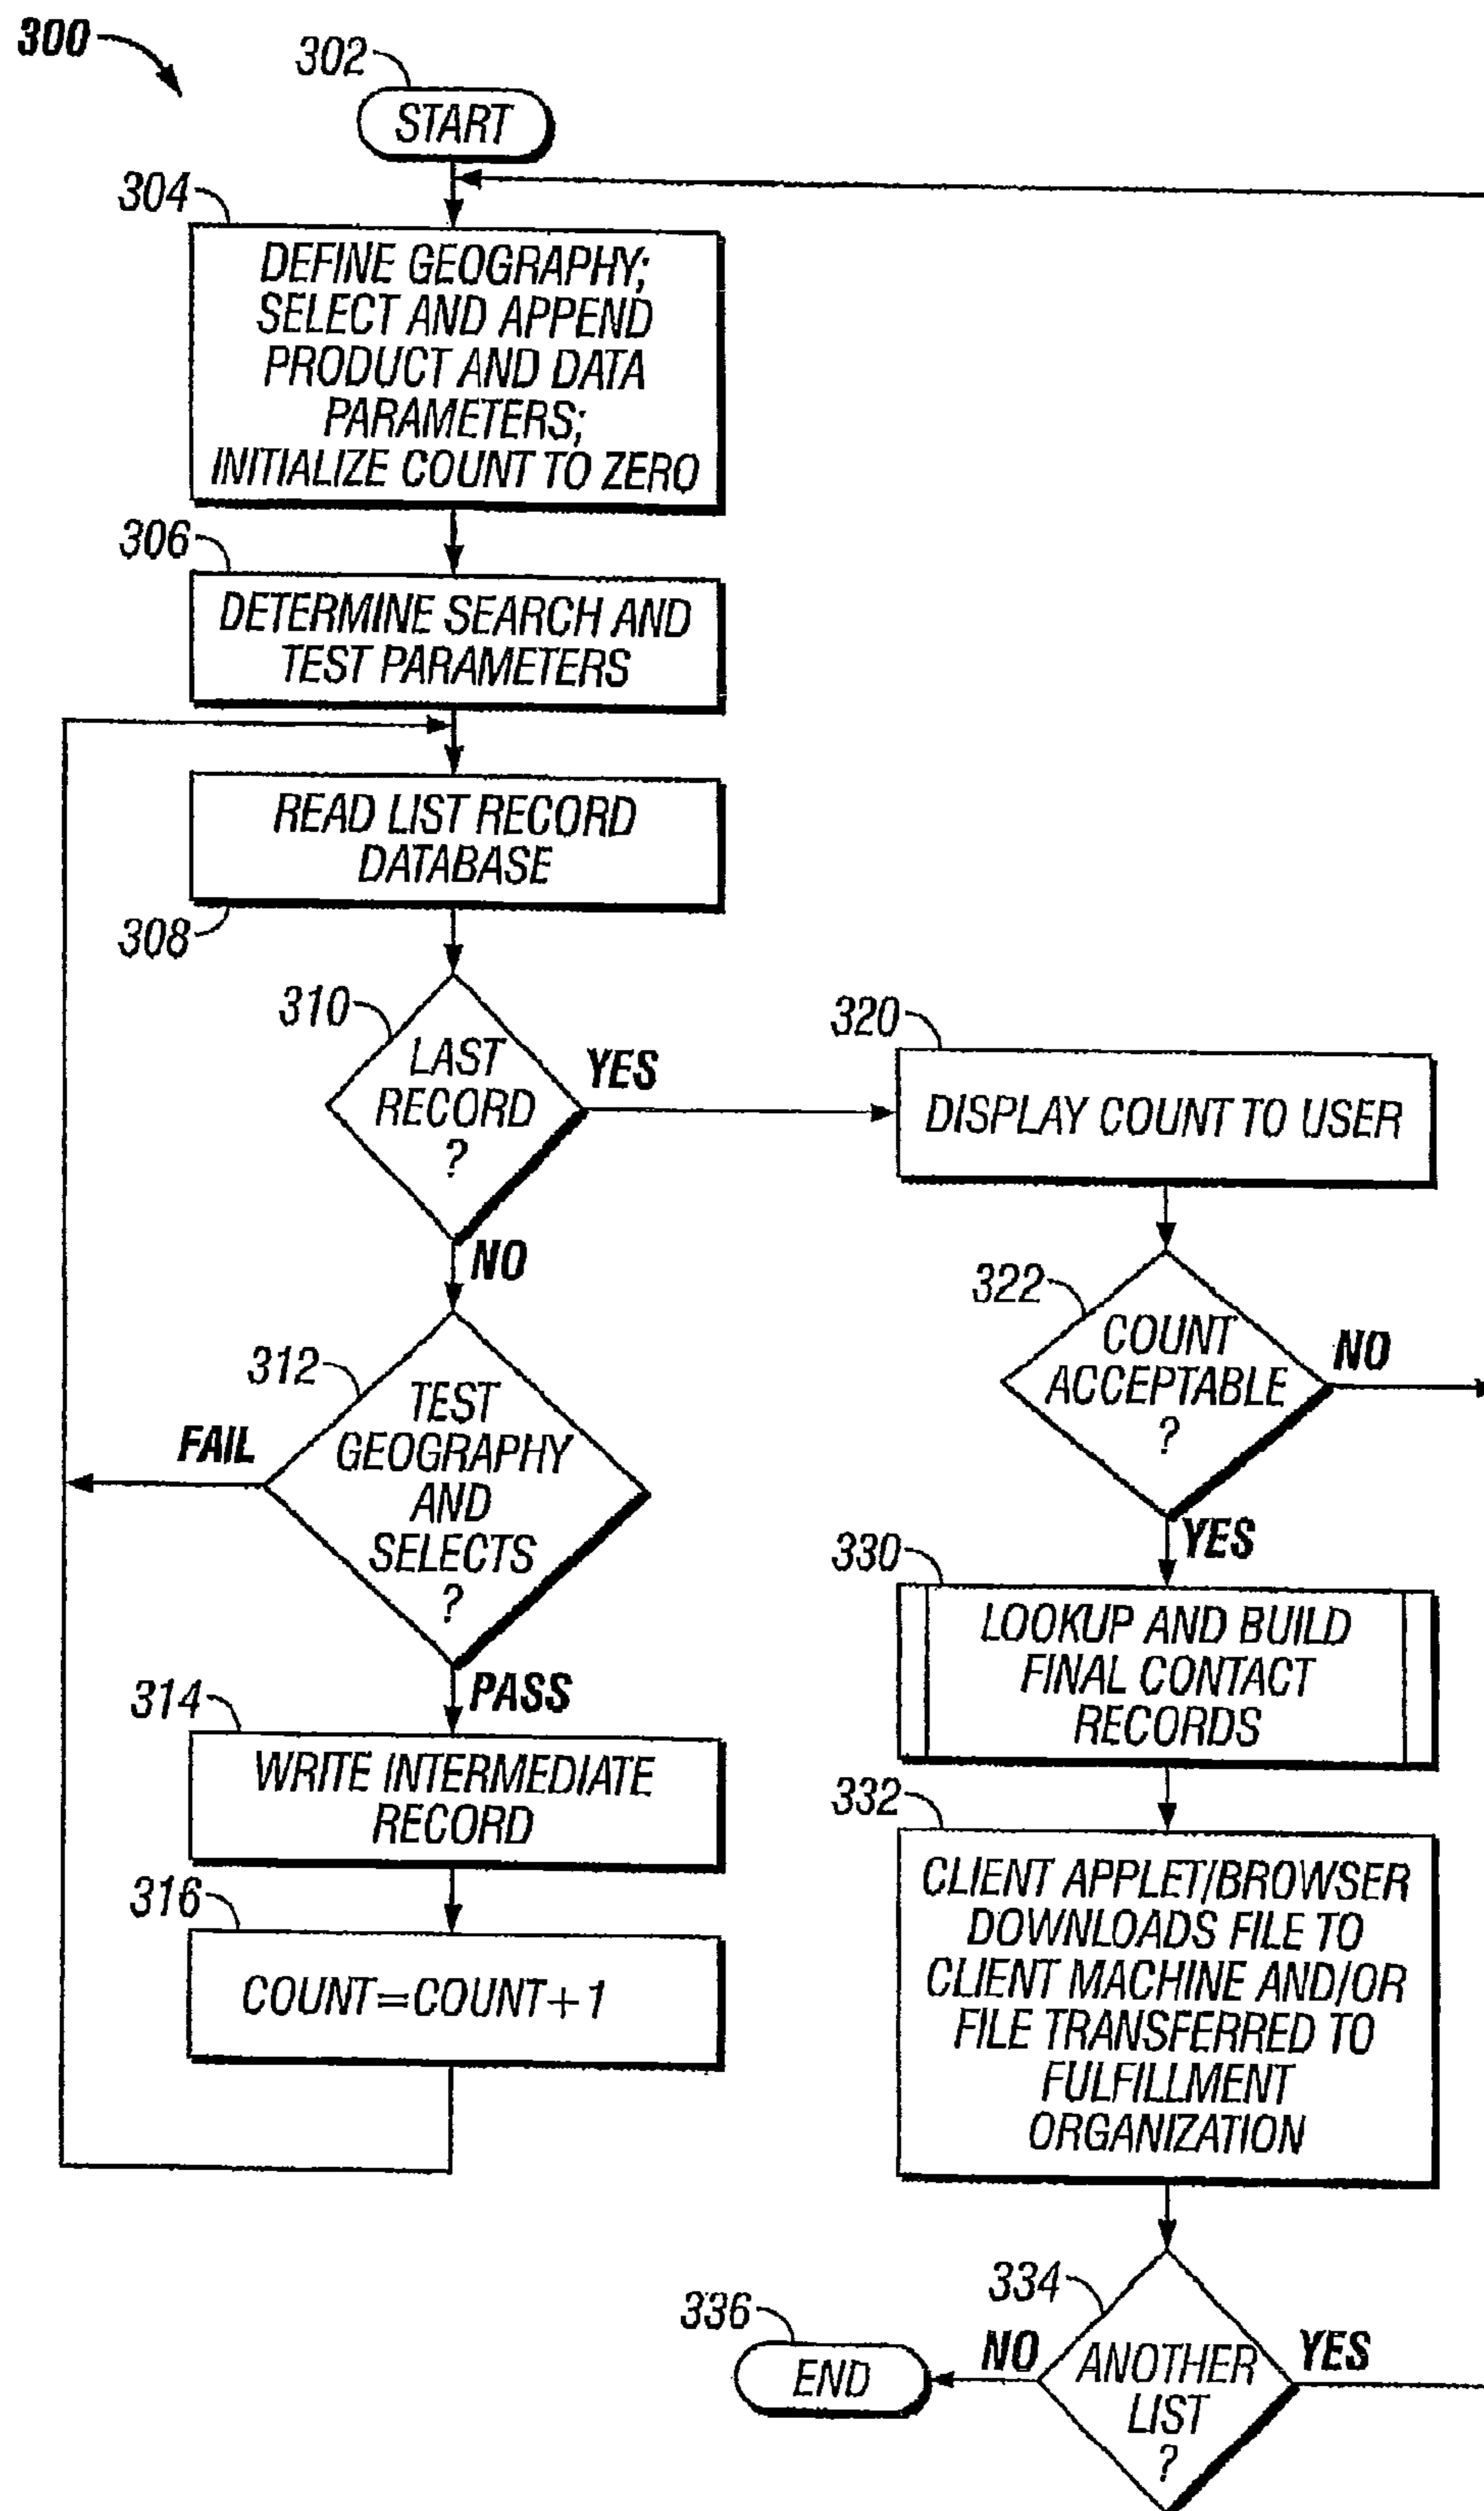 300
302
START
304
DEFINE GEOGRAPHY;
SELECT AND APPEND
PRODUCT AND DATA
PARAMETERS;
INITIALIZE COUNT TO ZERO
306
DETERMINE SEARCH AND
TEST PARAMETERS
READ LIST RECORD
DATABASE
308
310
LAST
RECORD
?
YES
NO
312
TEST
GEOGRAPHY
AND
SELECTS
?
FAIL
PASS
314
WRITE INTERMEDIATE
RECORD
316
COUNT=COUNT+1
320
DISPLAY COUNT TO USER
322
COUNT
ACCEPTABLE
?
NO
YES
330
LOOKUP AND BUILD
FINAL CONTACT
RECORDS
332
CLIENT APPLET/BROWSER
DOWNLOADS FILE TO
CLIENT MACHINE AND/OR
FILE TRANSFERRED TO
FULFILLMENT
ORGANIZATION
334
ANOTHER
LIST
?
NO
YES
336
END